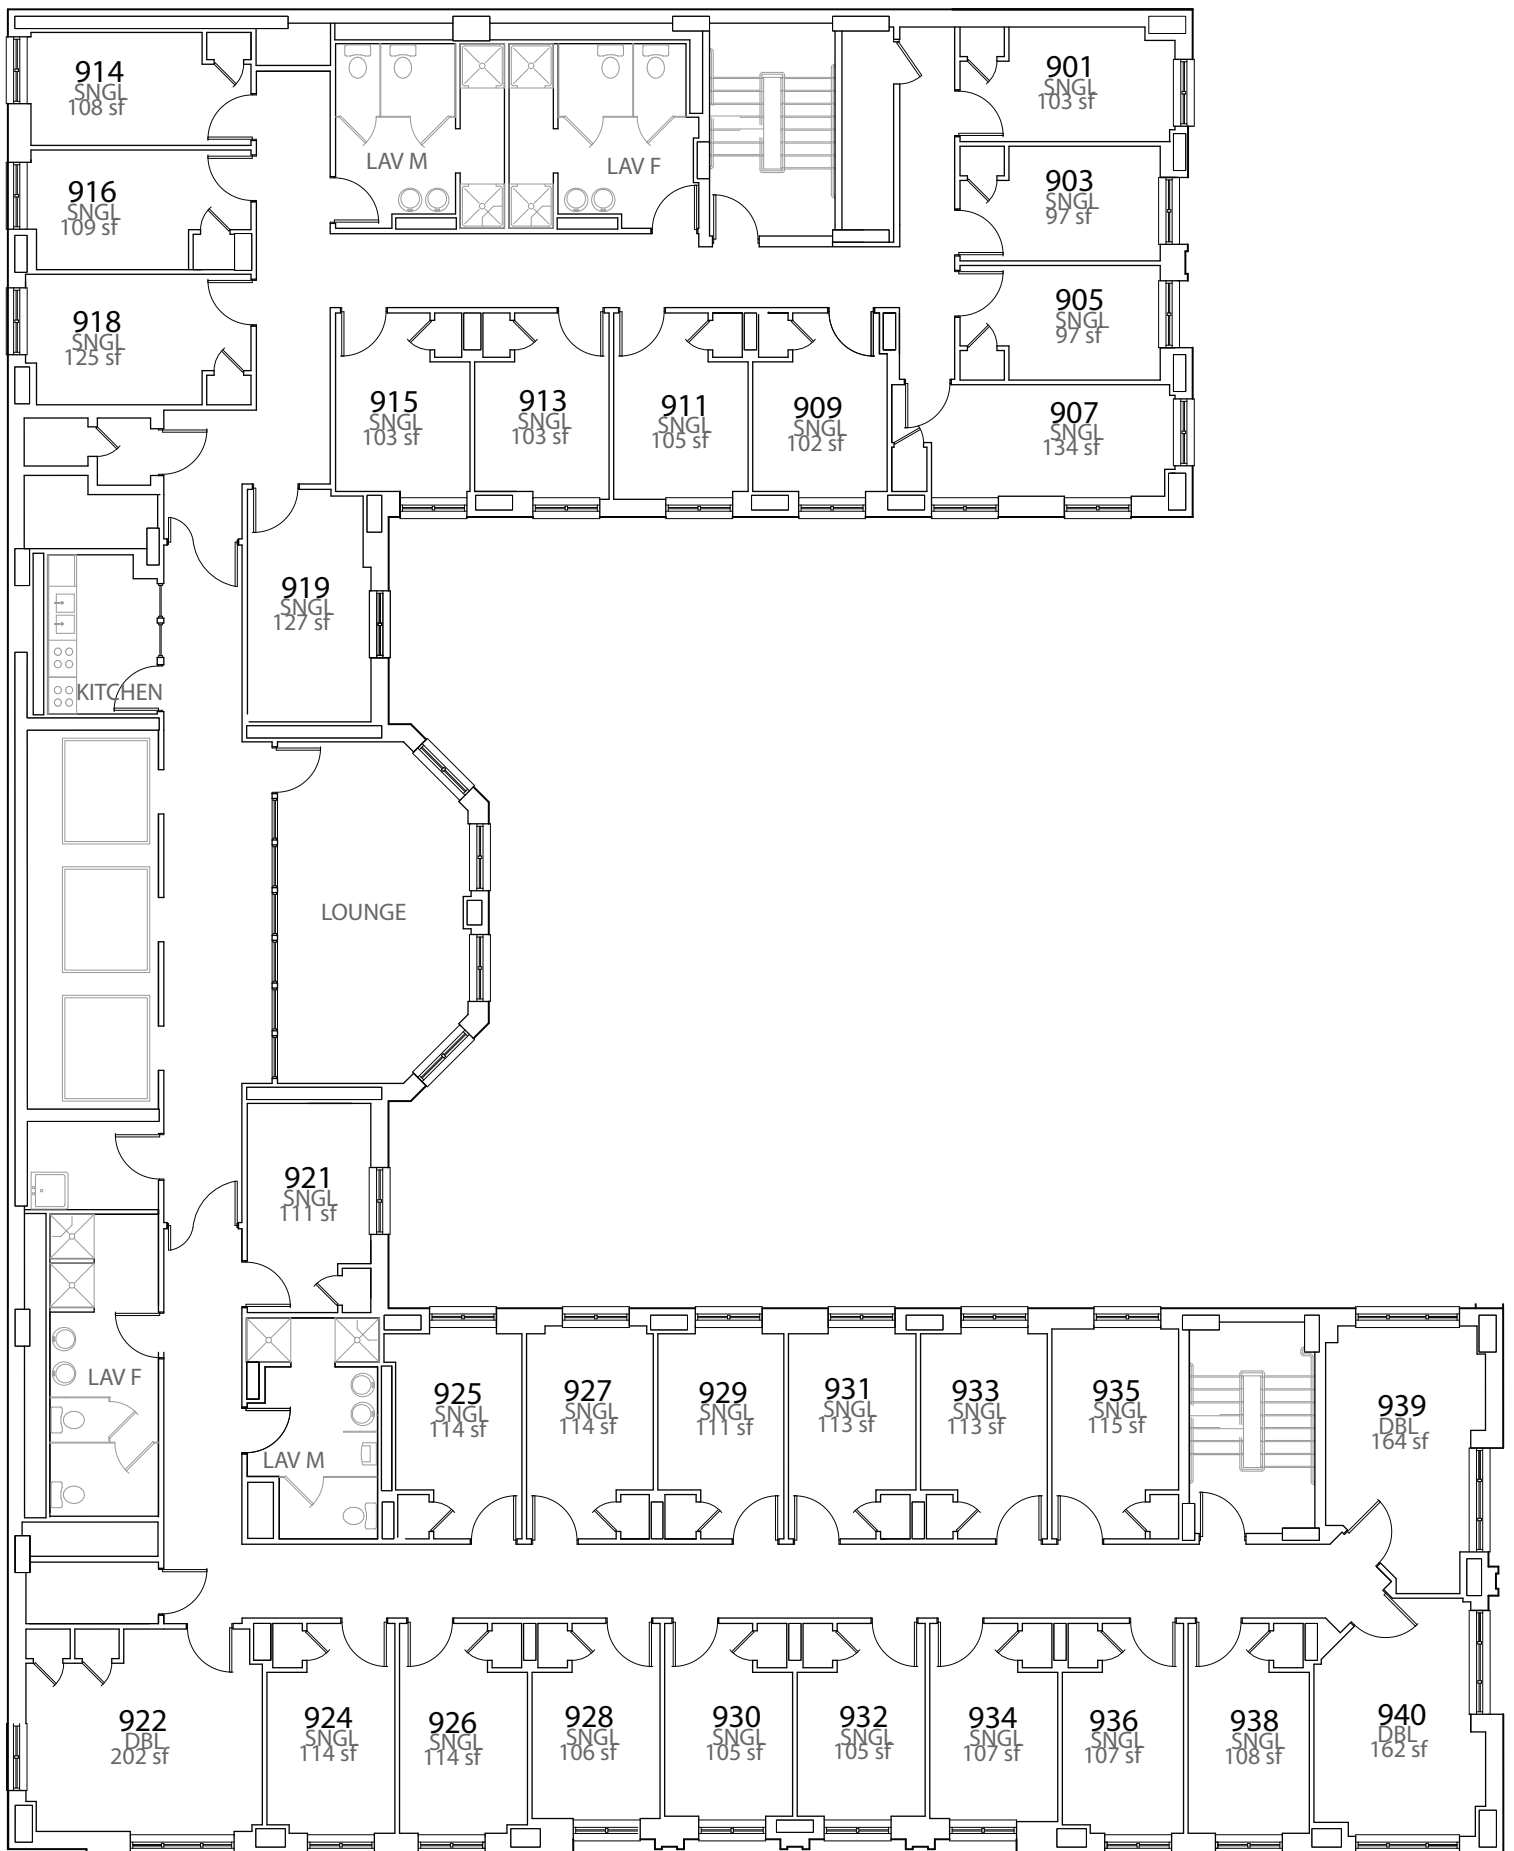 914
SNGL
108 sf
LAV M
LAV F
901
SNGL
103 sf
916
SNGL
109 sf
903
SNGL
97 sf
918
SNGL
125 sf
905
SNGL
97 sf
915
SNGL
103 sf
913
SNGL
103 sf
911
SNGL
105 sf
909
SNGL
102 sf
907
SNGL
134 sf
919
SNGL
127 sf
KITCHEN
LOUNGE
921
SNGL
111 sf
LAV F
LAV M
925
SNGL
114 sf
927
SNGL
114 sf
929
SNGL
111 sf
931
SNGL
113 sf
933
SNGL
113 sf
935
SNGL
115 sf
939
DBL
164 sf
922
DBL
202 sf
924
SNGL
114 sf
926
SNGL
114 sf
928
SNGL
106 sf
930
SNGL
105 sf
932
SNGL
105 sf
934
SNGL
107 sf
936
SNGL
107 sf
938
SNGL
108 sf
940
DBL
162 sf